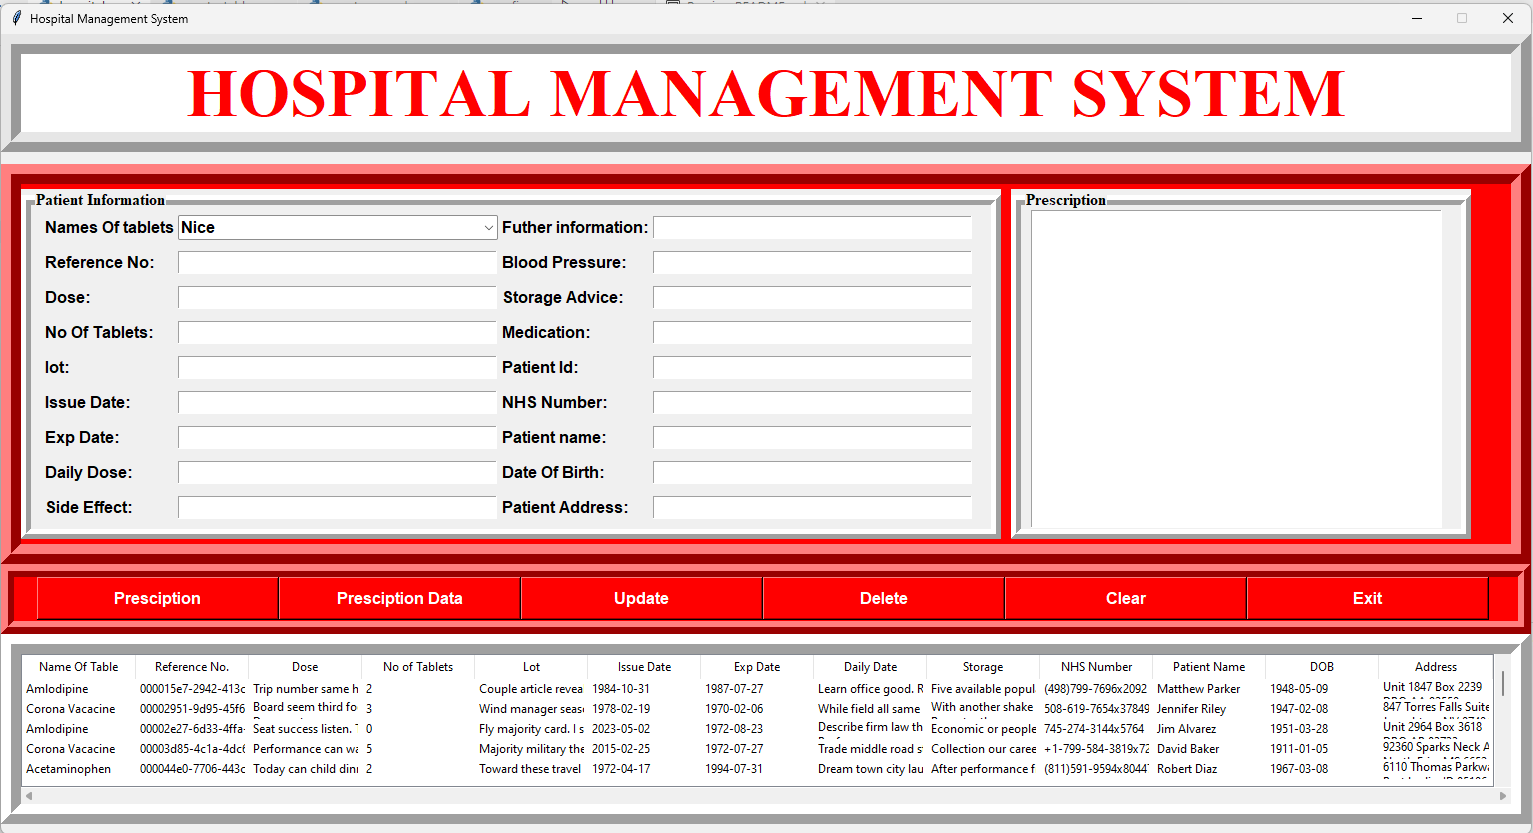 Hospital Management System
HOSPITAL MANAGEMENT SYSTEM
Patient Information
Names Of tablets Nice Futher information:
Reference No: Blood Pressure:
Dose: Storage Advice:
No Of Tablets: Medication:
lot: Patient Id:
Issue Date: NHS Number:
Exp Date: Patient name:
Daily Dose: Date Of Birth:
Side Effect: Patient Address:
Prescription
Presciption Presciption Data Update Delete Clear Exit
Name Of Table Reference No. Dose No of Tablets Lot Issue Date Exp Date Daily Date Storage NHS Number Patient Name DOB Address
Amlodipine 000015e7-2942-413c Trip number same h 2 Couple article revea 1984-10-31 1987-07-27 Learn office good. R Five available popul (498)799-7696x2092 Matthew Parker 1948-05-09 Unit 1847 Box 2239
Corona Vacacine 00002951-9d95-45f6 Board seem third fo 3 Wind manager seas 1978-02-19 1970-02-06 While field all same With another shake 508-619-7654x37849 Jennifer Riley 1947-02-08 847 Torres Falls Suite
Amlodipine 00002e27-6d33-4ffa- Seat success listen. 0 Fly majority card. I s 2023-05-02 1972-08-23 Describe firm law th Economic or people 745-274-3144x5764 Jim Alvarez 1951-03-28 Unit 2964 Box 3618
Corona Vacacine 00003d85-4c1a-4dc6 Performance can wa 5 Majority military the 2015-02-25 1972-07-27 Trade middle road s Collection our caree +1-799-584-3819x72 David Baker 1911-01-05 92360 Sparks Neck A
Acetaminophen 000044e0-7706-443c Today can child dinn 2 Toward these travel 1972-04-17 1994-07-31 Dream town city lau After performance f (811)591-9594x8044 Robert Diaz 1967-03-08 6110 Thomas Parkwa